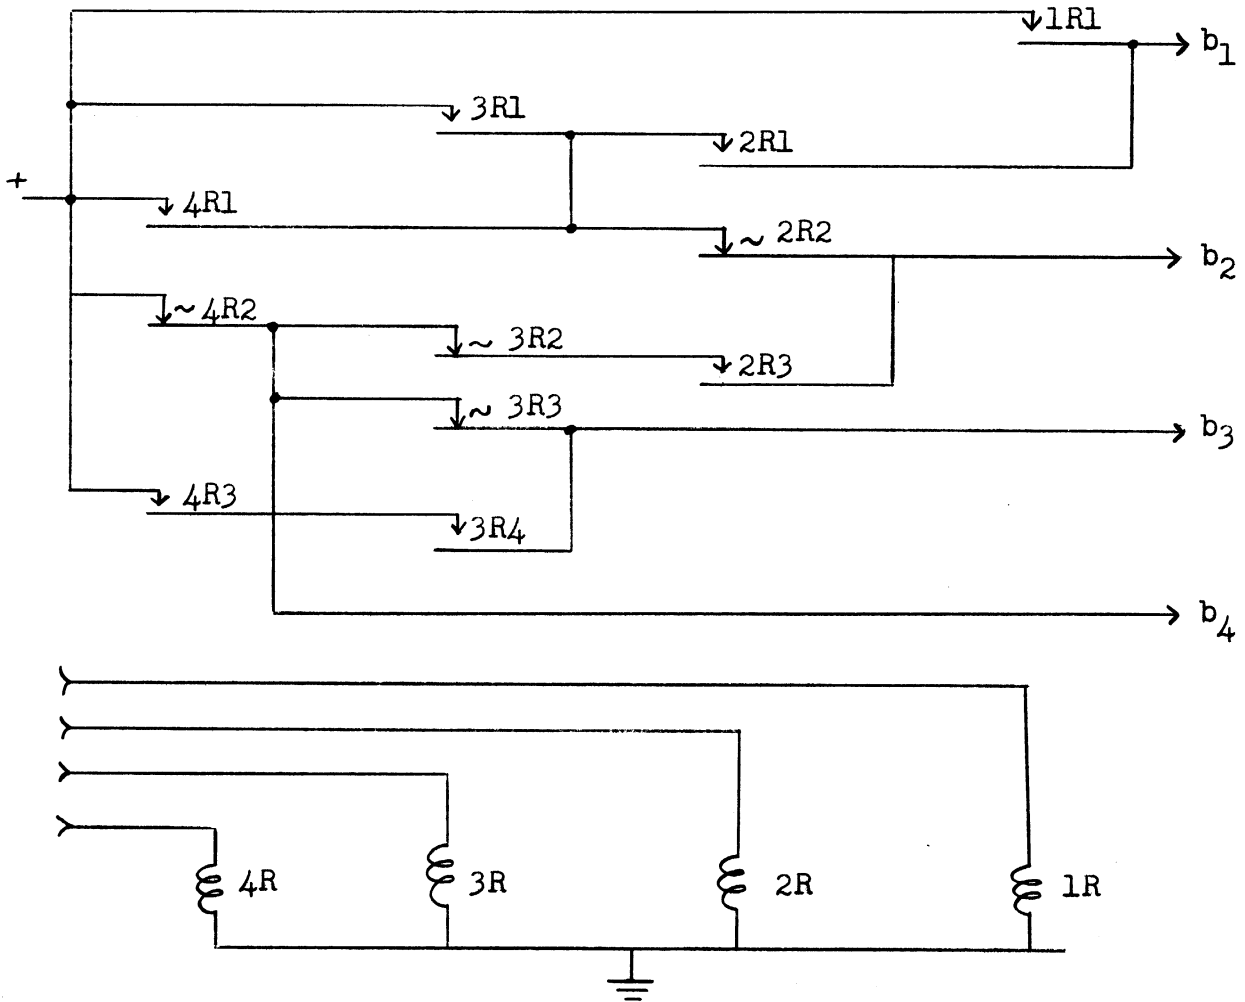 1R1
b1
3R1
2R1
+
4R1
~ 2R2
b2
~ 4R2
~ 3R2
2R3
~ 3R3
b3
4R3
3R4
b4
4R
3R
2R
1R